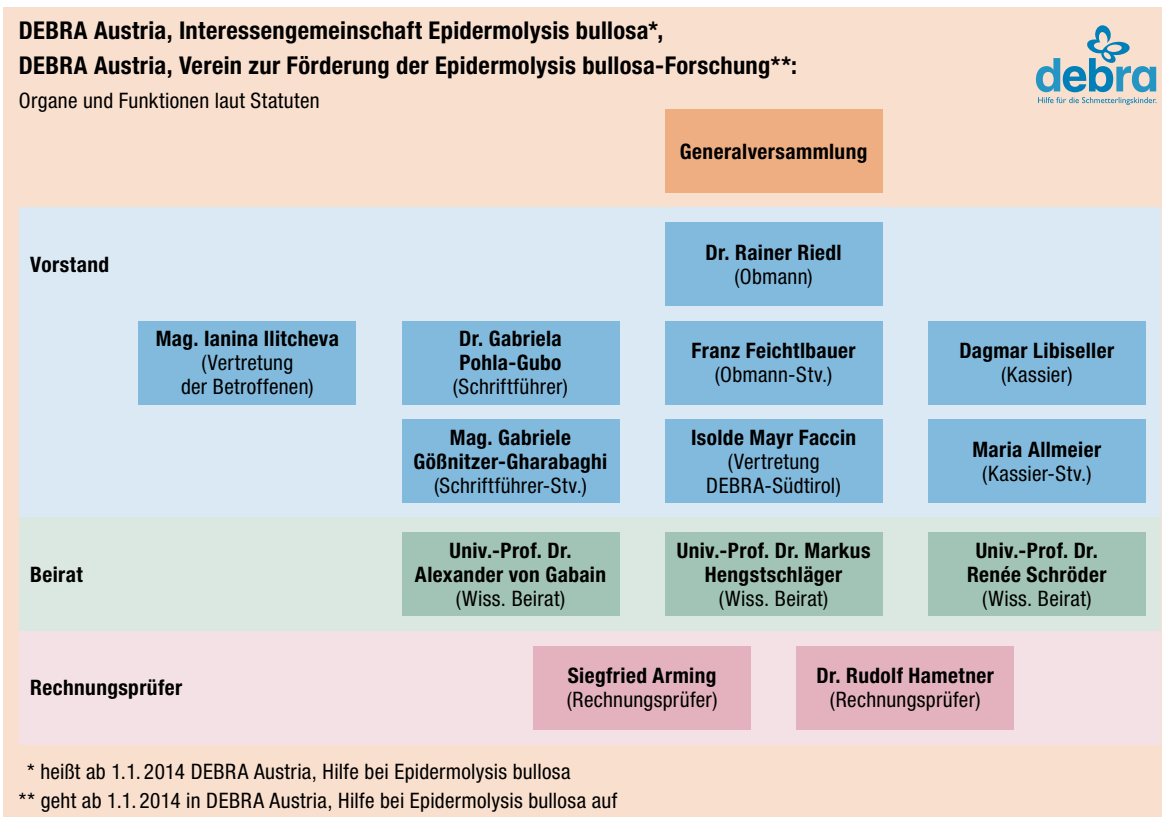 DEBRA Austria, Interessengemeinschaft Epidermolysis bullosa*,
DEBRA Austria, Verein zur Förderung der Epidermolysis bullosa-Forschung**:
Organe und Funktionen laut Statuten
debra
Hilfe für die Schmetterlingskinder.
Generalversammlung
Vorstand
Dr. Rainer Riedl
(Obmann)
Mag. Ianina Ilitcheva
(Vertretung
der Betroffenen)
Dr. Gabriela
Pohla-Gubo
(Schriftführer)
Franz Feichtlbauer
(Obmann-Stv.)
Dagmar Libiseller
(Kassier)
Mag. Gabriele
Gößnitzer-Gharabaghi
(Schriftführer-Stv.)
Isolde Mayr Faccin
(Vertretung
DEBRA-Südtirol)
Maria Allmeier
(Kassier-Stv.)
Beirat
Univ.-Prof. Dr.
Alexander von Gabain
(Wiss. Beirat)
Univ.-Prof. Dr. Markus
Hengstschläger
(Wiss. Beirat)
Univ.-Prof. Dr.
Renée Schröder
(Wiss. Beirat)
Rechnungsprüfer
Siegfried Arming
(Rechnungsprüfer)
Dr. Rudolf Hametner
(Rechnungsprüfer)
* heißt ab 1.1.2014 DEBRA Austria, Hilfe bei Epidermolysis bullosa
** geht ab 1.1.2014 in DEBRA Austria, Hilfe bei Epidermolysis bullosa auf